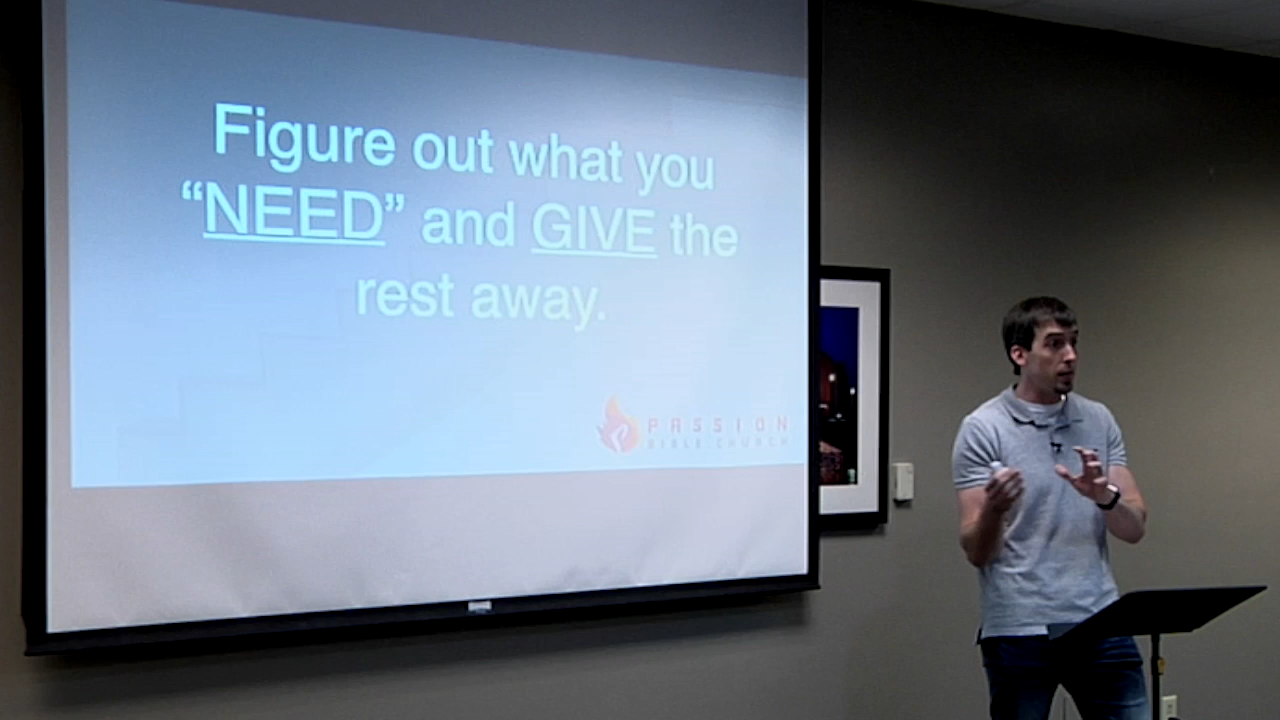 Figure out what you
“NEED” and GIVE the
rest away.
PASSION
BIBLE CHURCH